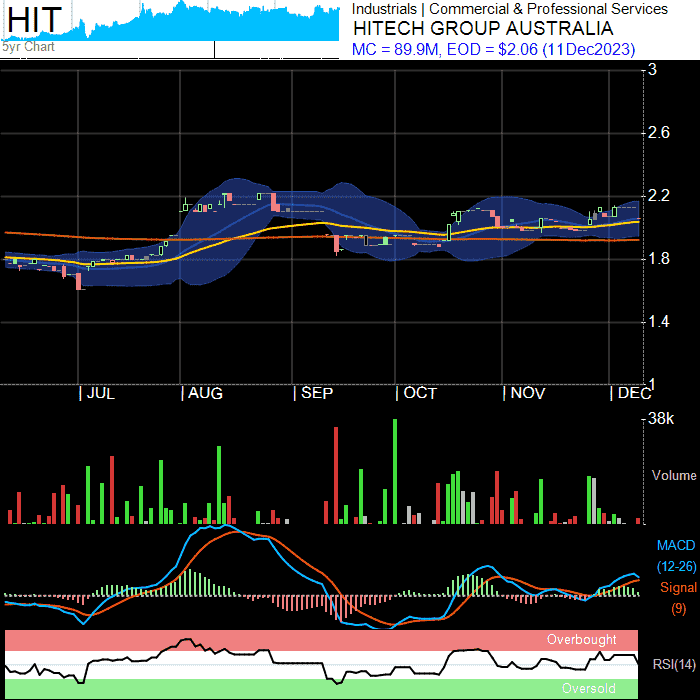 HIT
5yr Chart
Industrials | Commercial & Professional Services
HITECH GROUP AUSTRALIA
MC = 89.9M, EOD = $2.06 (11Dec2023)
3
2.6
2.2
1.8
1.4
1
JUL
AUG
SEP
OCT
NOV
DEC
38k
Volume
MACD
(12-26)
Signal
(9)
Overbought
RSI(14)
Oversold